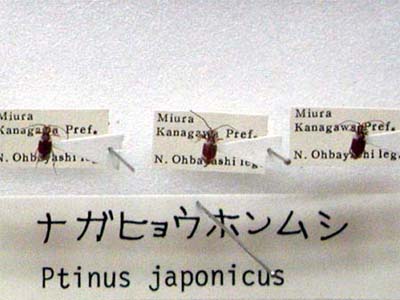 Miura
Kanagawa Pref.
N. Ohbayashi leg.
Miura
Kanagawa Pref.
N. Ohbayashi leg.
Miura
Kanagawa Pref.
N. Ohbayashi leg.
ナガヒョウホンムシ
Ptinus japonicus